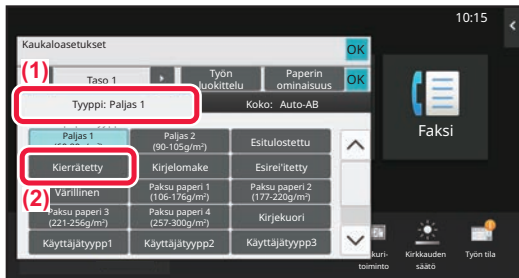 10:15
Kaukaloasetukset
OK
(1)
Taso 1
Työn
luokittelu
Paperin
ominaisuus
OK
Tyyppi: Paljas 1
Koko: Auto-AB
Paljas 1
Paljas 2
(90-105g/m²)
Esitulostettu
Kierrätetty
Kirjelomake
Esirei'itetty
(2)
Värillinen
Paksu paperi 1
(106-176g/m²)
Paksu paperi 2
(177-220g/m²)
Paksu paperi 3
(221-256g/m²)
Paksu paperi 4
(257-300g/m²)
Kirjekuori
Käyttäjätyypp1
Käyttäjätyypp2
Käyttäjätyypp3
Faksi
toiminto
Kirkkauden
säätö
Työn tila